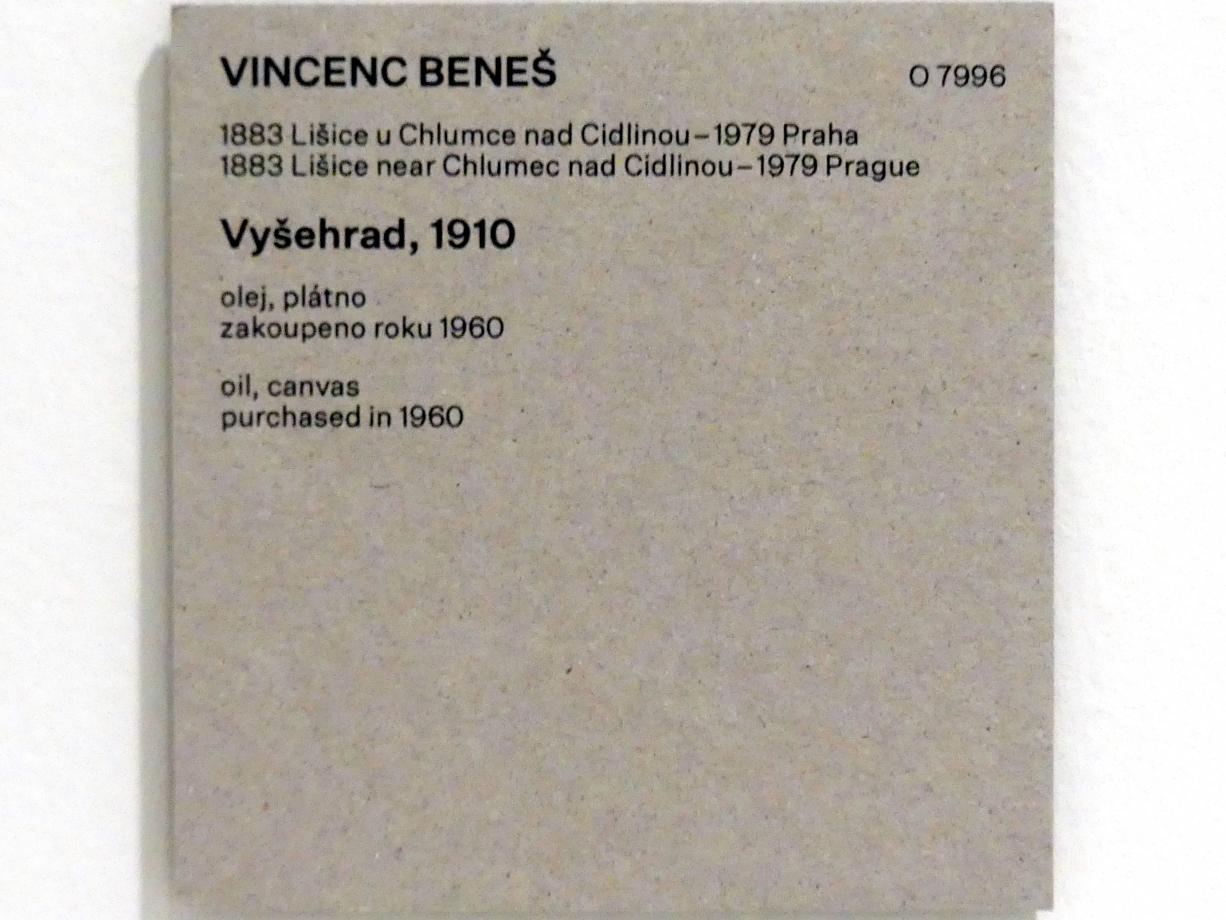 VINCENC BENEŠ O 7996
1883 Lišice u Chlumce nad Cidlinou – 1979 Praha
1883 Lišice near Chlumec nad Cidlinou – 1979 Prague
Vyšehrad, 1910
olej, plátno
zakoupeno roku 1960
oil, canvas
purchased in 1960